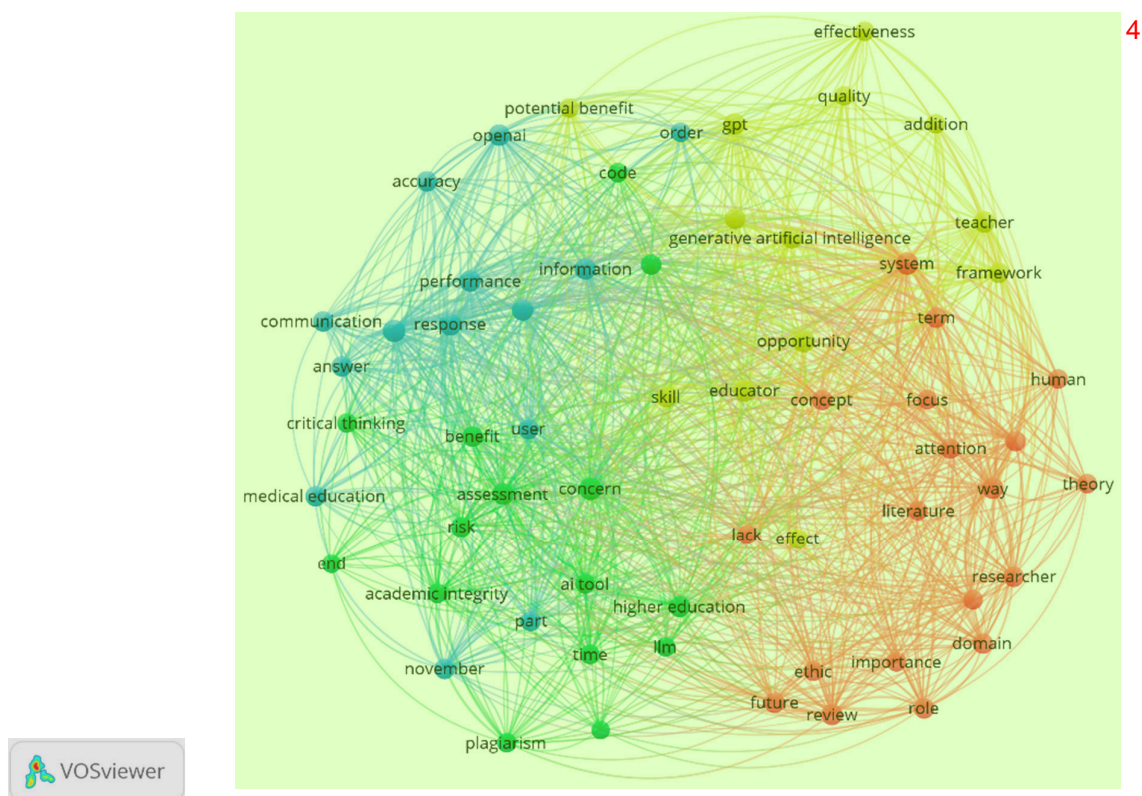 effectiveness
4
quality
potential benefit
gpt
addition
order
openai
code
accuracy
teacher
generative artificial intelligence
system
information
framework
performance
term
communication
response
opportunity
answer
human
educator
skill
concept
focus
critical thinking
user
benefit
attention
theory
concern
way
assessment
medical education
literature
risk
lack
effect
end
researcher
ai tool
academic integrity
higher education
part
domain
llm
time
importance
november
ethic
future
role
review
plagiarism
VOSviewer